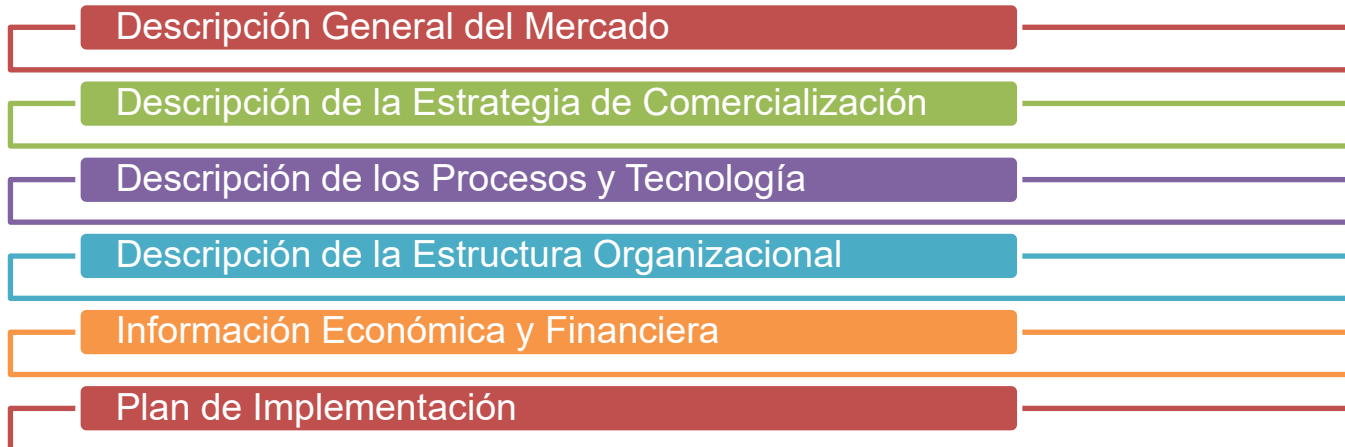 Descripción General del Mercado
Descripción de la Estrategia de Comercialización
Descripción de los Procesos y Tecnología
Descripción de la Estructura Organizacional
Información Económica y Financiera
Plan de Implementación